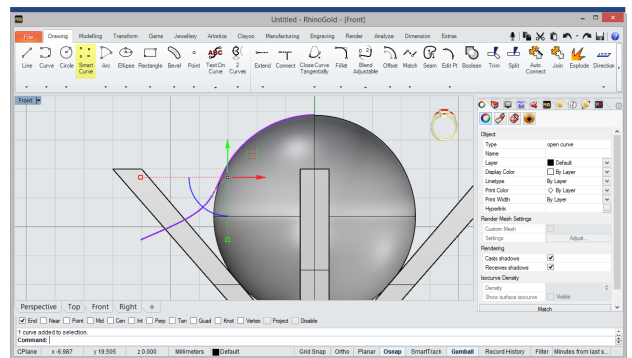 Untitled - RhinoGold - [Front]
File Drawing Modelling Transform Gems Jewellery Artistics Clayoo Manufacturing Engraving Render Analyze Dimension Extras
Line Curve Circle Smart Curve Arc Ellipse Rectangle Bevel Point Text On Curve 2 Curves Extend Connect Close Curve Tangentially Fillet Blend Adjustable Offset Match Seam Edit Pt Boolean Trim Split Auto Connect Join Explode Direction
Front
Object
Type open curve
Name
Layer Default
Display Color By Layer
Linetype By Layer
Print Color By Layer
Print Width By Layer
Hyperlink ...
Render Mesh Settings
Custom Mesh
Settings Adjust...
Rendering
Casts shadows
Receives shadows
Isocurve Density
Density
Show surface isocurve Visible
Match
Perspective Top Front Right
End Near Point Mid Cen Int Perp Tan Quad Knot Vertex Project Disable
1 curve added to selection.
Command:
CPlane x -6.987 y 19.505 z 0.000 Millimeters Default Grid Snap Ortho Planar Osnap SmartTrack Gumball Record History Filter Minutes from last s...